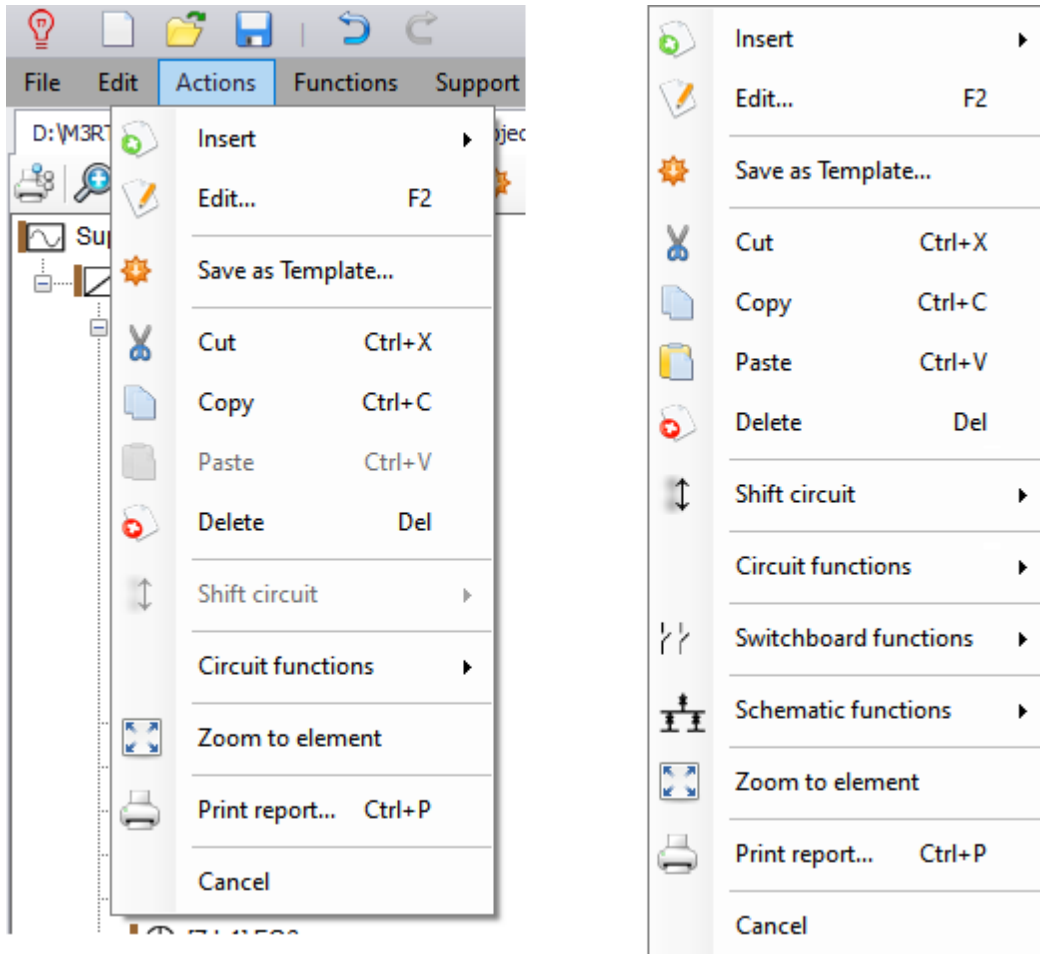 File Edit Actions Functions Support
D:\M3RT
Insert
Edit... F2
Save as Template...
Cut Ctrl+X
Copy Ctrl+C
Paste Ctrl+V
Delete Del
Shift circuit
Circuit functions
Zoom to element
Print report... Ctrl+P
Cancel
Insert
Edit... F2
Save as Template...
Cut Ctrl+X
Copy Ctrl+C
Paste Ctrl+V
Delete Del
Shift circuit
Circuit functions
Switchboard functions
Schematic functions
Zoom to element
Print report... Ctrl+P
Cancel